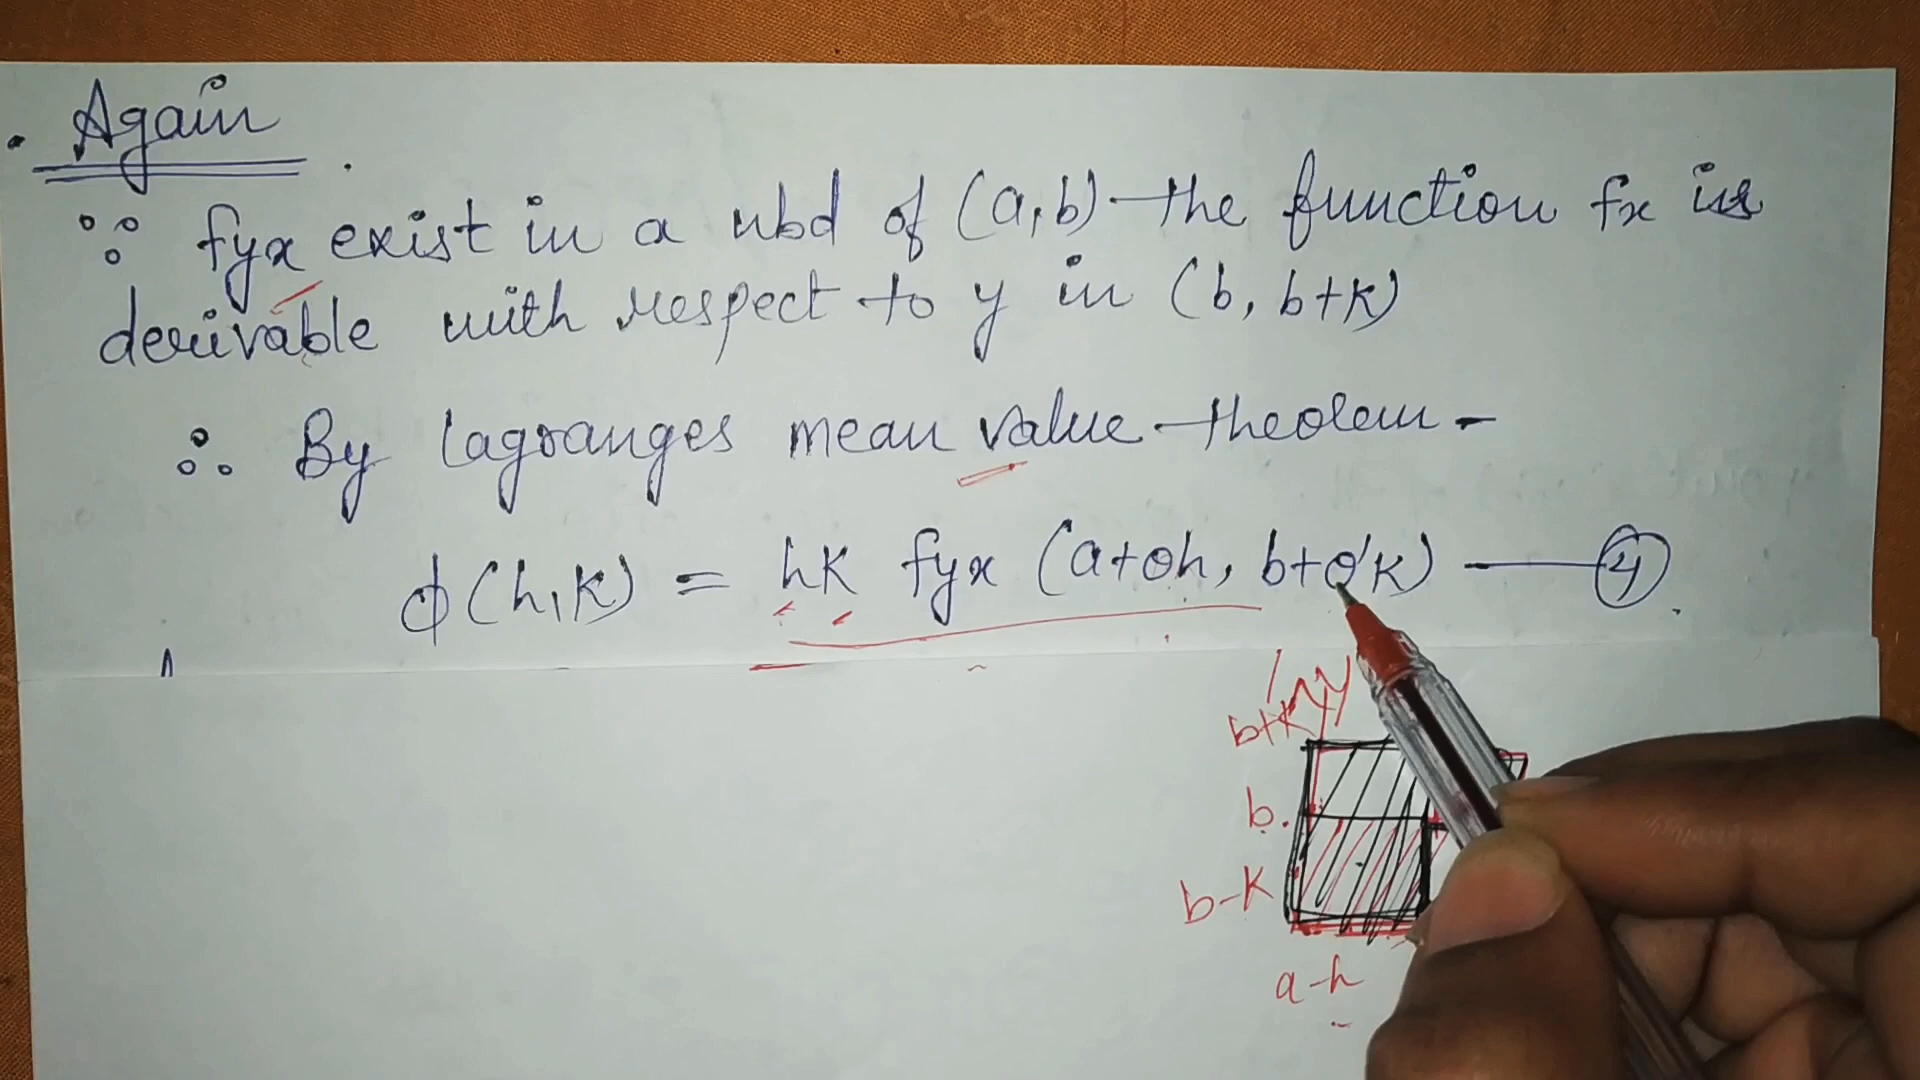 Again
∵ fyx exist in a nbd of (a,b) the function fx is
derivable with respect to y in (b, b+k)
∴ By Lagranges mean value theorem -
ϕ(h,k) = hk fyx (a+θh, b+θ'k) — ④
b+k
b.
b-k
a-h